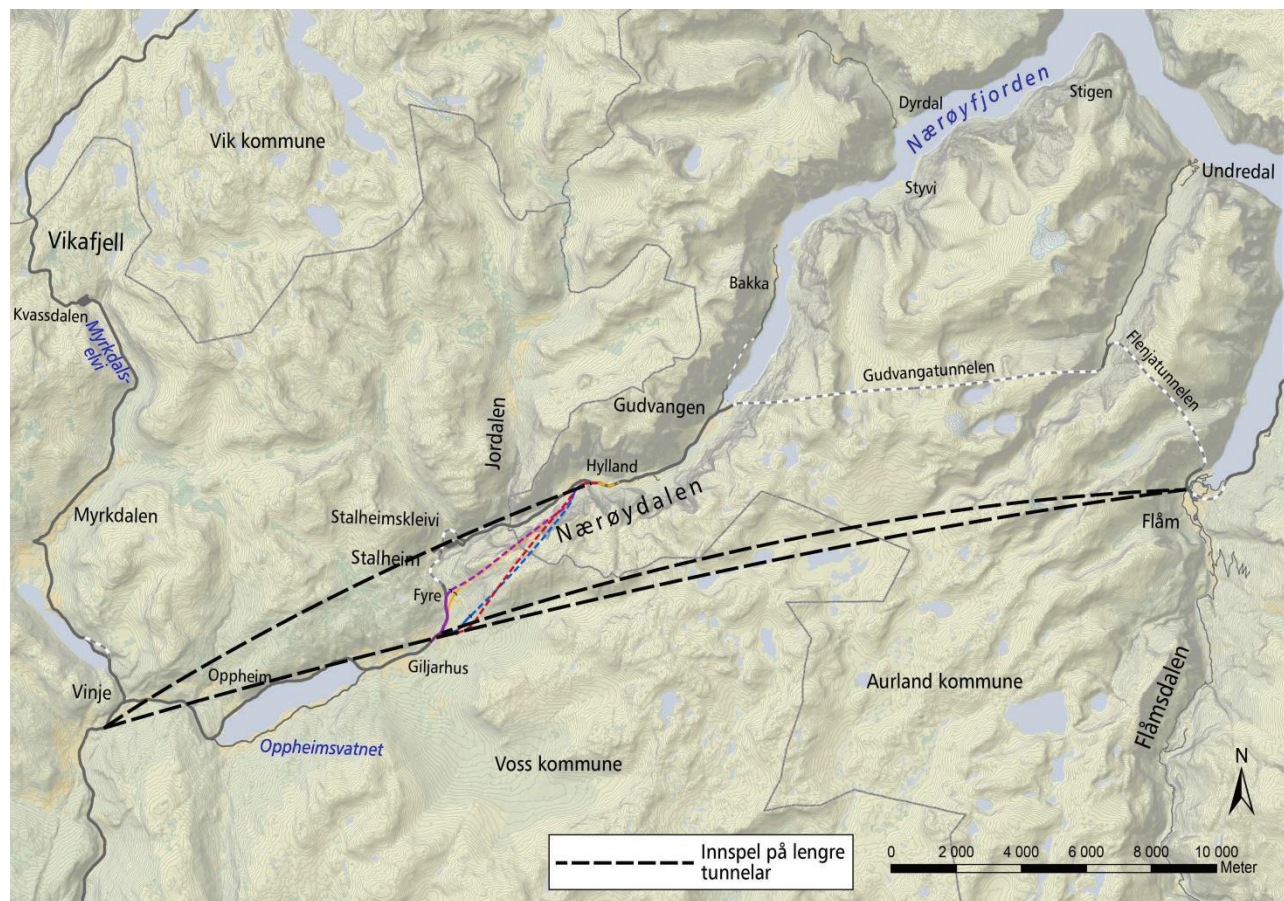 Dyrdal
Nærøyfjorden
Stigen
Vik kommune
Undredal
Styvi
Vikafjell
Bakka
Kvassdalen
Myrkdals-
elvi
Flenjatunnelen
Gudvangatunnelen
Gudvangen
Jordalen
Hylland
Nærøydalen
Myrkdalen
Stalheimskleivi
Flåm
Stalheim
Fyre
Oppheim
Giljarhus
Vinje
Aurland kommune
Flåmsdalen
Oppheimsvatnet
Voss kommune
N
Innspel på lengre
tunnelar
0 2 000 4 000 6 000 8 000 10 000
Meter